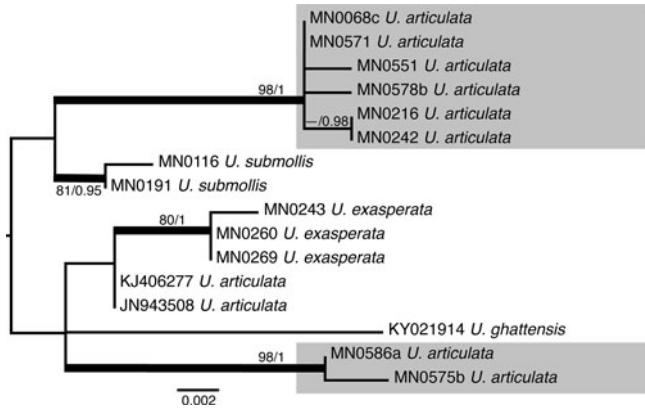 MN0068c U. articulata
MN0571 U. articulata
98/1
MN0551 U. articulata
MN0578b U. articulata
MN0216 U. articulata
—/0.98
MN0242 U. articulata
MN0116 U. submollis
MN0191 U. submollis
81/0.95
MN0243 U. exasperata
80/1
MN0260 U. exasperata
MN0269 U. exasperata
KJ406277 U. articulata
JN943508 U. articulata
KY021914 U. ghattensis
98/1
MN0586a U. articulata
MN0575b U. articulata
0.002